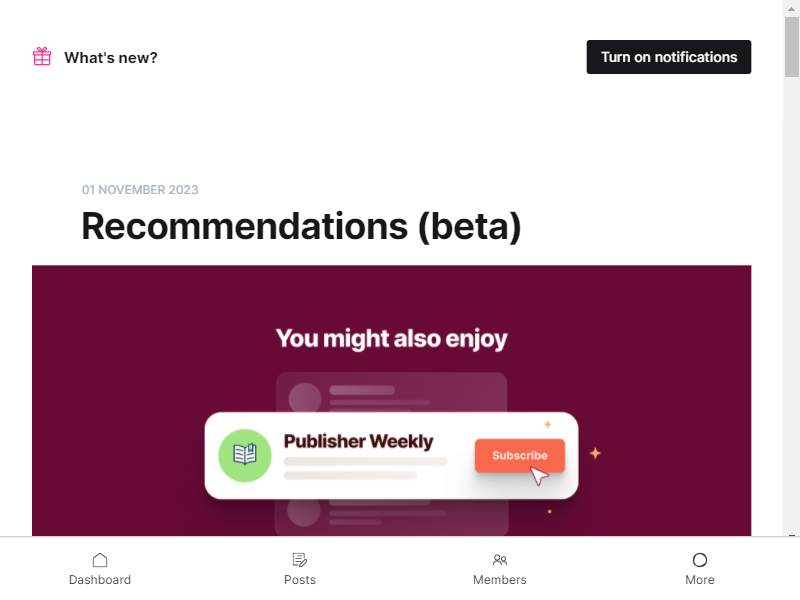 What's new?
Turn on notifications
01 NOVEMBER 2023
Recommendations (beta)
You might also enjoy
Publisher Weekly
Subscribe
Dashboard
Posts
Members
More